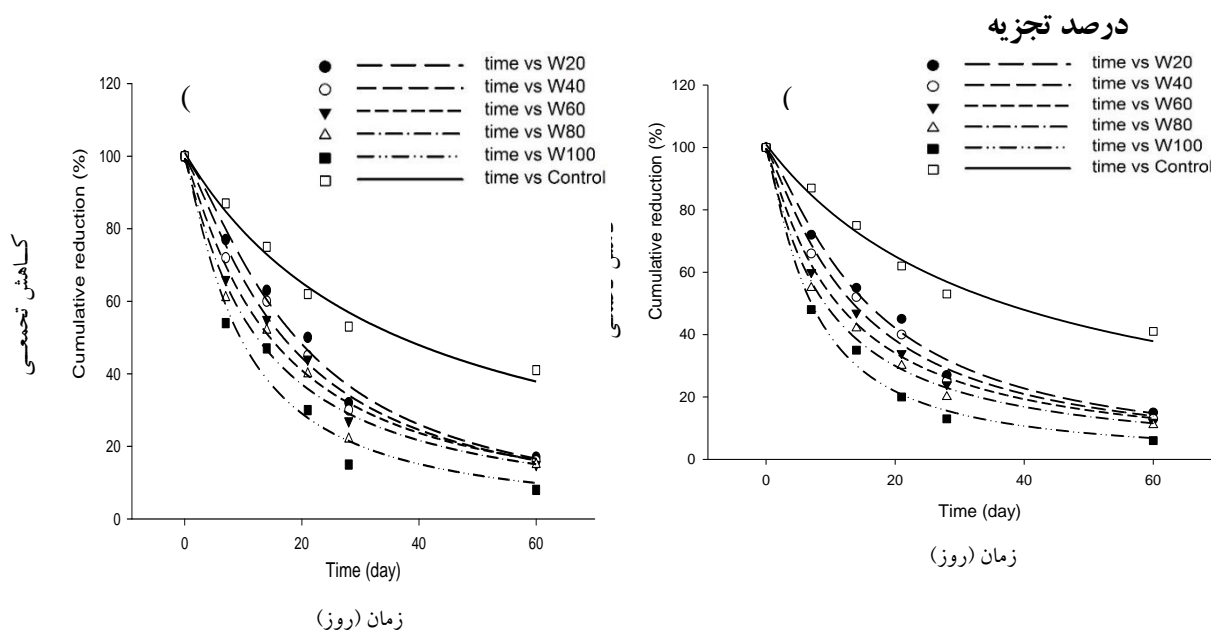 درصد تجزیه
time vs W20
time vs W40
time vs W60
time vs W80
time vs W100
time vs Control
(
120
100
80
60
40
20
0
Cumulative reduction (%)
کاهش تجمعی
0 20 40 60
Time (day)
زمان (روز)
time vs W20
time vs W40
time vs W60
time vs W80
time vs W100
time vs Control
(
120
100
80
60
40
20
0
Cumulative reduction (%)
0 20 40 60
Time (day)
زمان (روز)